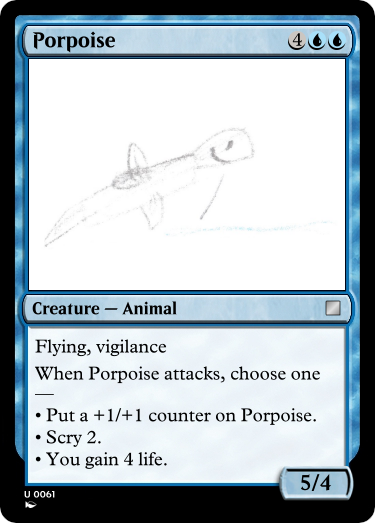 Porpoise 4
Creature — Animal
Flying, vigilance
When Porpoise attacks, choose one
—
• Put a +1/+1 counter on Porpoise.
• Scry 2.
• You gain 4 life.
5/4
U 0061